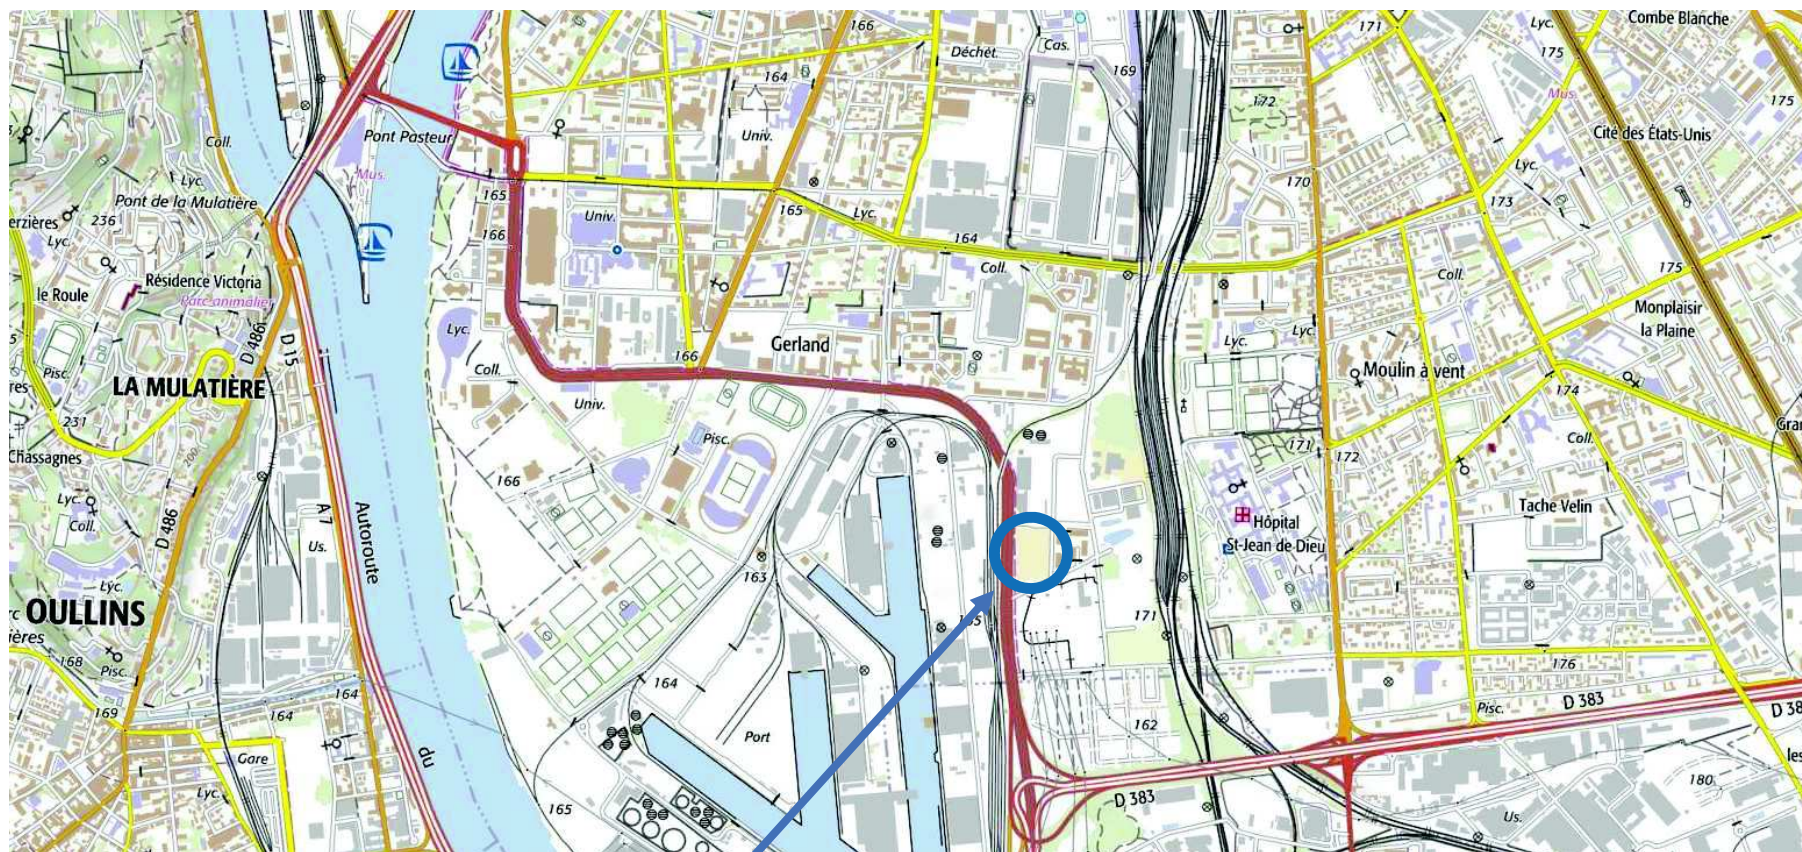 166
171
Lyc.
Combe Blanche
Déchét.
Cas.
169
175
164
172
Mus.
175
Coll.
Pont Pasteur
Univ.
Cité des États-Unis
Mus.
Lyc.
Lyc.
170
Pont de la Mulatière
165
236
Univ.
165
Lyc.
173
Lyc.
166
164
Coll.
Coll.
175
Résidence Victoria
le Roule
Parc animalier
Monplaisir
la Plaine
D 486
D 15
Lyc.
Gerland
Lyc.
Lyc.
Pisc.
166
Coll.
Moulin à vent
LA MULATIÈRE
174
231
Univ.
Pisc.
Coll.
171
172
Chassagnes
200
166
Lyc.
Coll.
D 486
A 7
Autoroute
Tache Velin
Hôpital
St-Jean de Dieu
Us.
163
Lyc.
OULLINS
171
165
168
Pisc.
164
164
176
169
164
162
D 383
Pisc.
Port
Gare
du
Lyc.
165
D 383
180
Us.